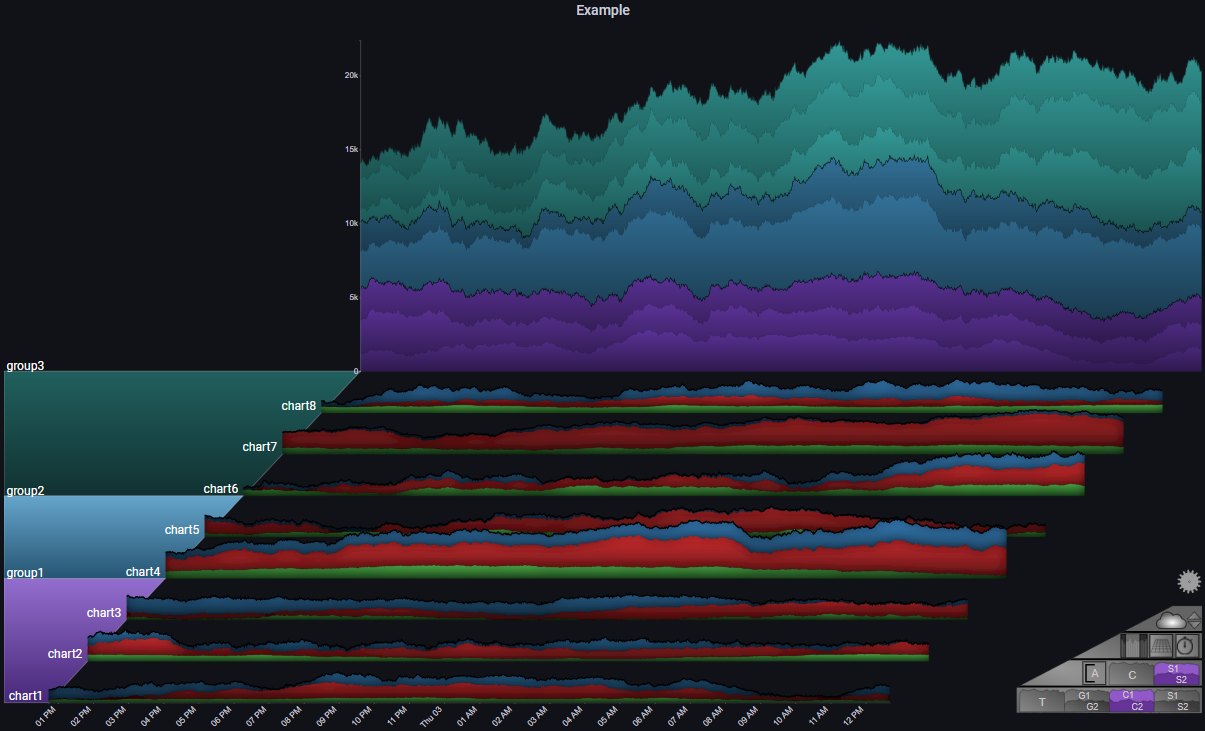 Example
20k
15k
10k
5k
0
group3
chart8
chart7
chart6
group2
chart5
chart4
group1
chart3
chart2
chart1
01 PM 02 PM 03 PM 04 PM 05 PM 06 PM 07 PM 08 PM 09 PM 10 PM 11 PM Thu 03 01 AM 02 AM 03 AM 04 AM 05 AM 06 AM 07 AM 08 AM 09 AM 10 AM 11 AM 12 PM
A C S1 S2
T G1 G2 C1 C2 S1 S2